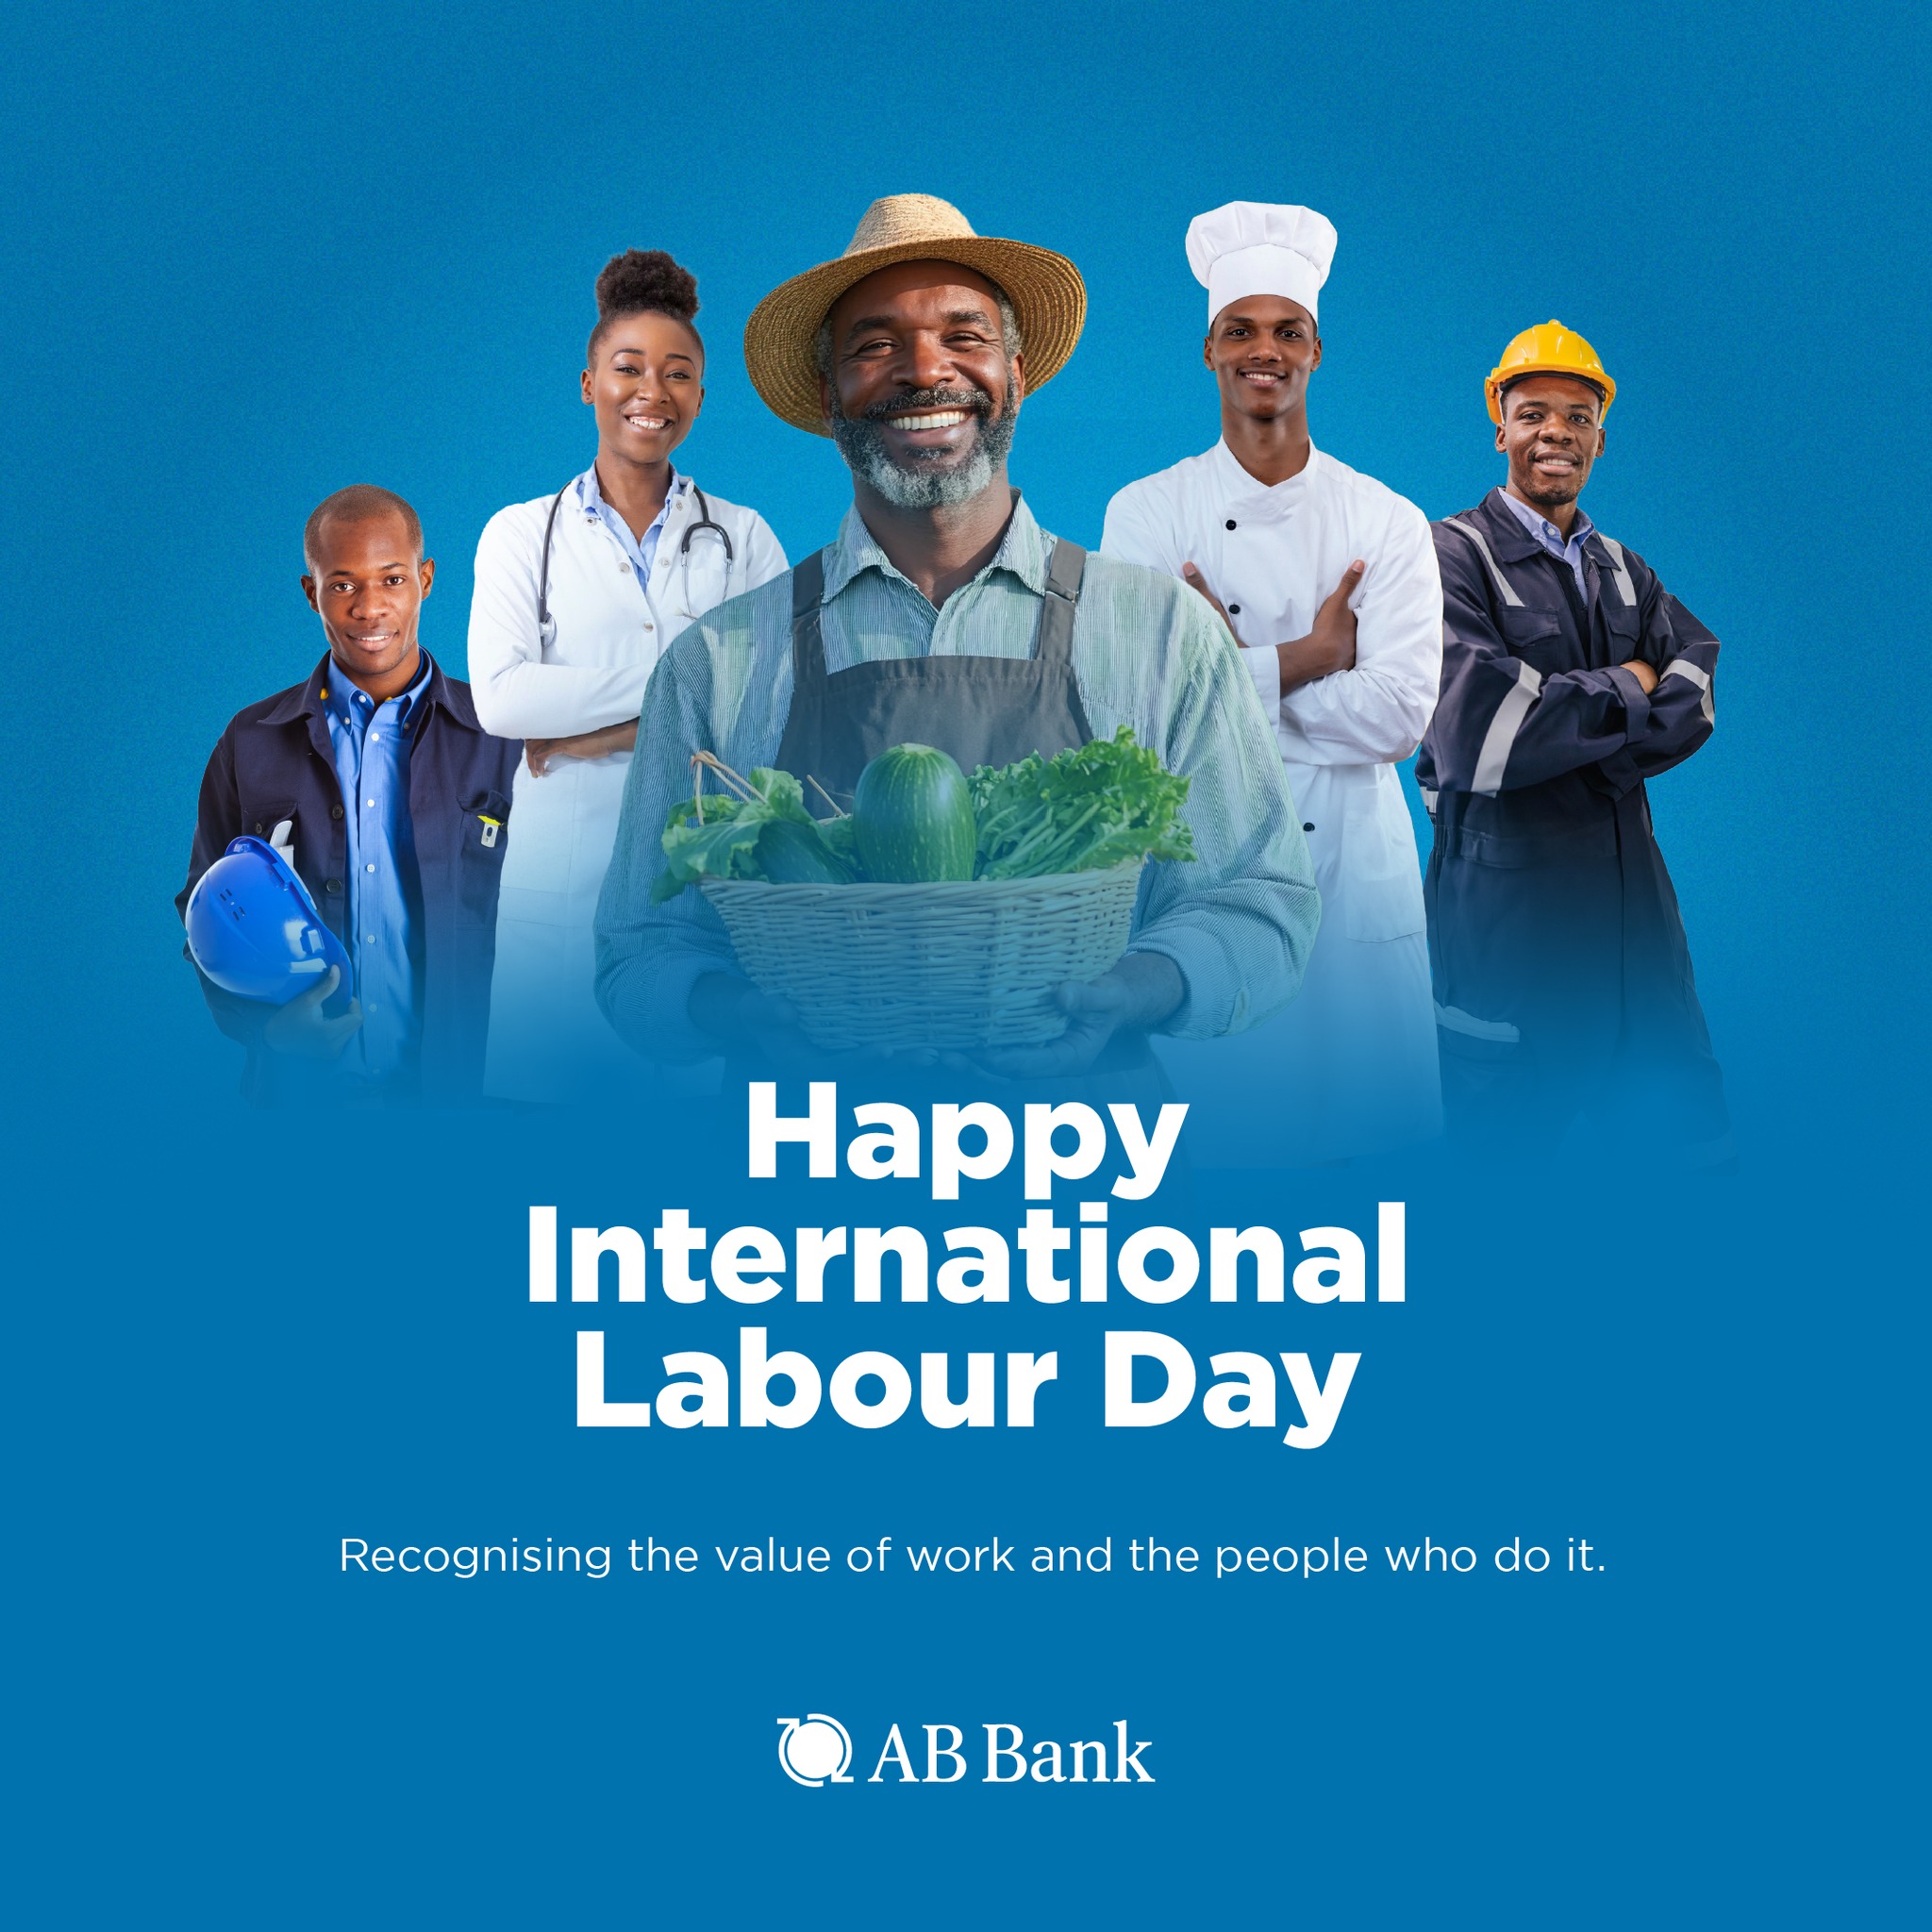 Happy
International
Labour Day
Recognising the value of work and the people who do it.
AB Bank